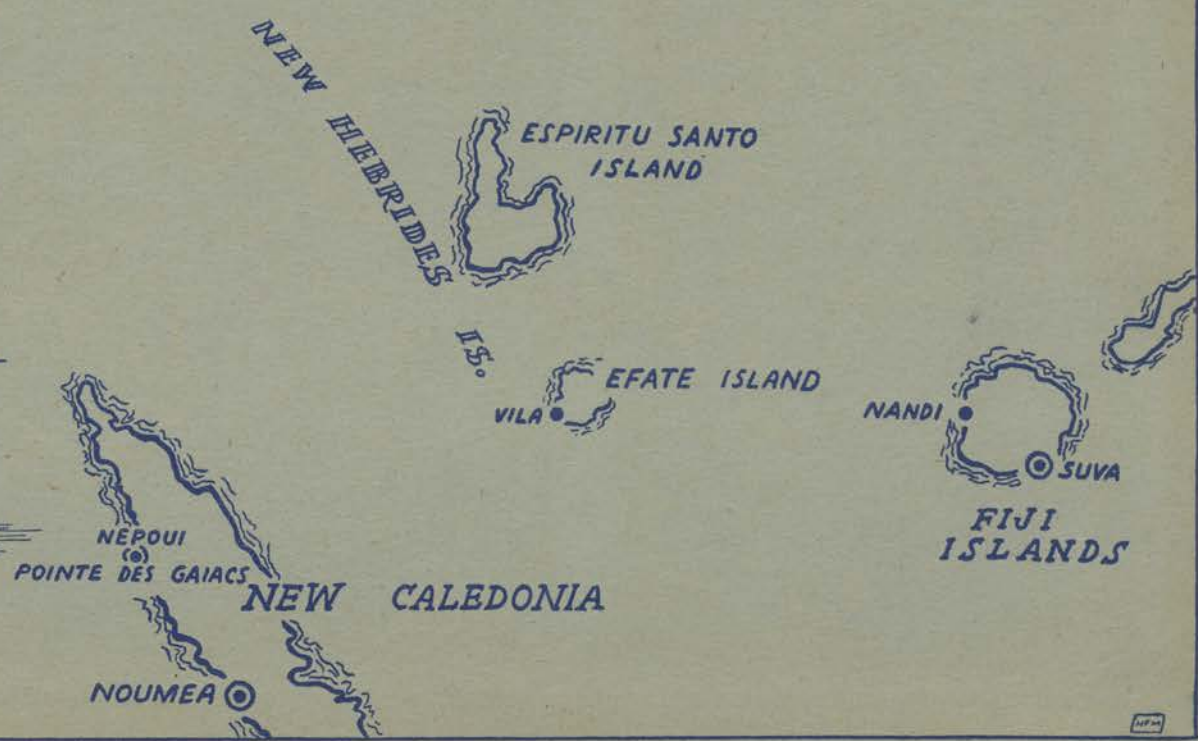 NEW HEBRIDES IS.
ESPIRITU SANTO
ISLAND
EFATE ISLAND
VILA
NANDI
SUVA
FIJI
ISLANDS
NEPOUI
POINTE DES GAIACS
NEW CALEDONIA
NOUMEA